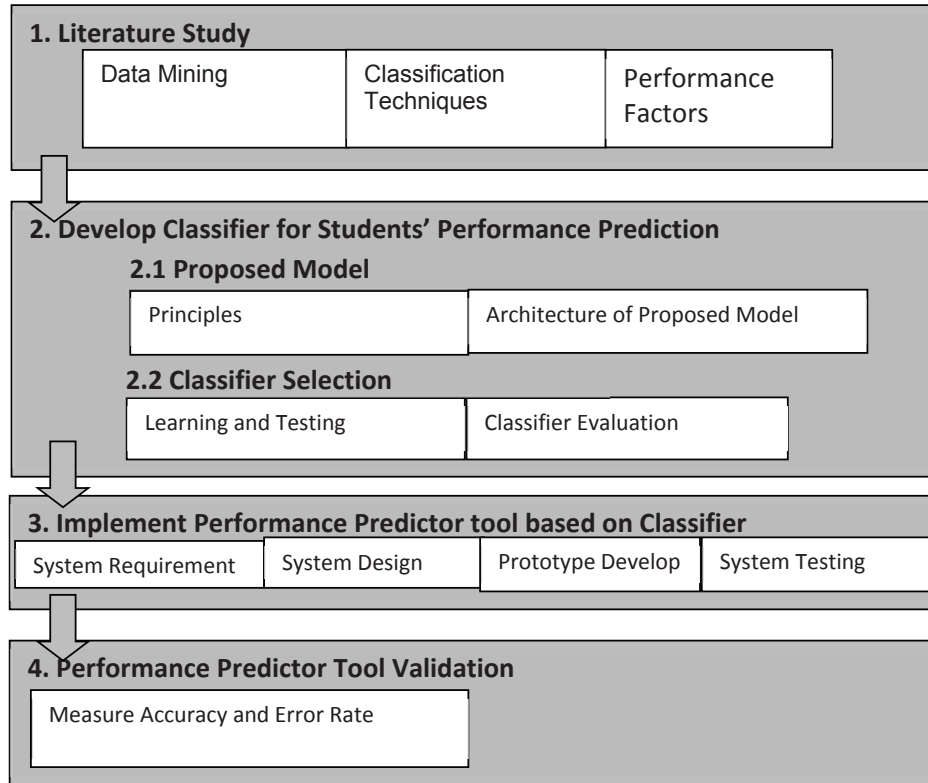 1. Literature Study
Data Mining
Classification
Techniques
Performance
Factors
2. Develop Classifier for Students’ Performance Prediction
2.1 Proposed Model
Principles
Architecture of Proposed Model
2.2 Classifier Selection
Learning and Testing
Classifier Evaluation
3. Implement Performance Predictor tool based on Classifier
System Requirement
System Design
Prototype Develop
System Testing
4. Performance Predictor Tool Validation
Measure Accuracy and Error Rate